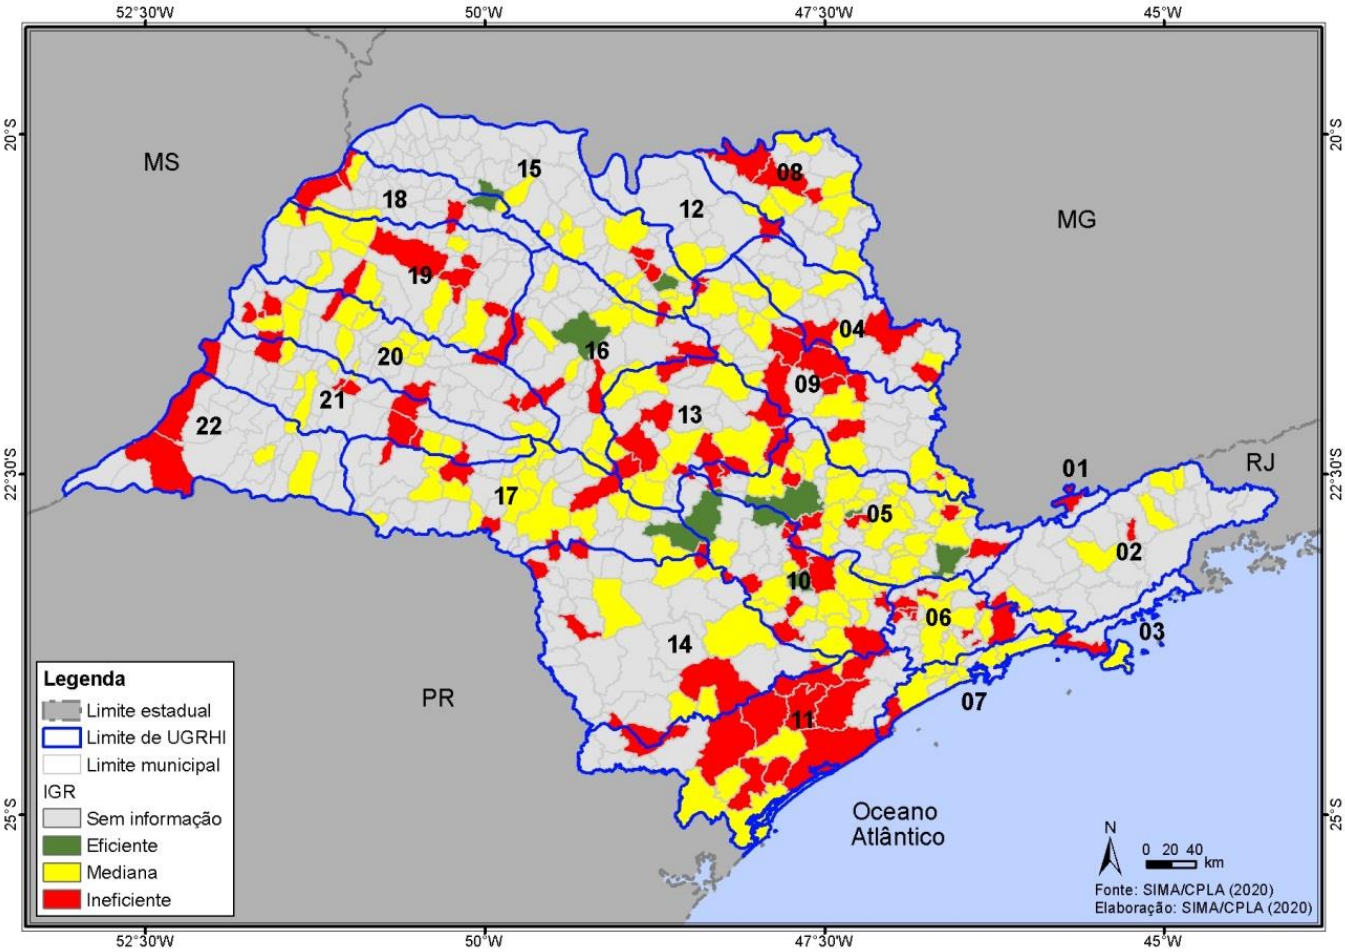 52°30'W 50°W 47°30'W 45°W
20°S 20°S
MS
15
08
18
12
MG
19
04
16
20
09
21
13
22
22°30'S 22°30'S
01
RJ
17
05
02
10
06
03
14
07
11
PR
Legenda
Limite estadual
Limite de UGRHI
Limite municipal
IGR
Sem informação
Eficiente
Mediana
Ineficiente
25°S 25°S
Oceano
Atlântico
N
0 20 40
km
Fonte: SIMA/CPLA (2020)
Elaboração: SIMA/CPLA (2020)
52°30'W 50°W 47°30'W 45°W